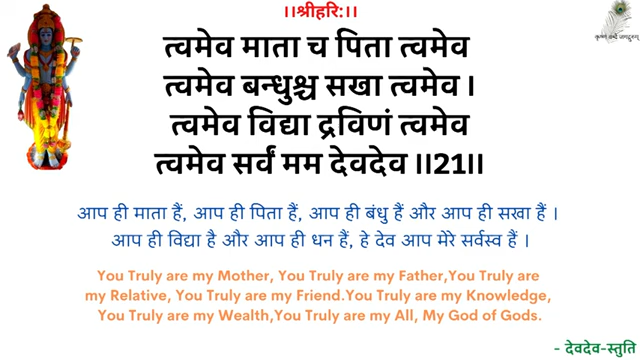 ।।श्रीहरि:।।
कृष्णं वन्दे जगद्गुरुम्
त्वमेव माता च पिता त्वमेव
त्वमेव बन्धुश्च सखा त्वमेव ।
त्वमेव विद्या द्रविणं त्वमेव
त्वमेव सर्वं मम देवदेव ।।21।।
आप ही माता हैं, आप ही पिता हैं, आप ही बंधु हैं और आप ही सखा हैं ।
आप ही विद्या है और आप ही धन हैं, हे देव आप मेरे सर्वस्व हैं ।
You Truly are my Mother, You Truly are my Father,You Truly are
my Relative, You Truly are my Friend.You Truly are my Knowledge,
You Truly are my Wealth,You Truly are my All, My God of Gods.
- देवदेव-स्तुति